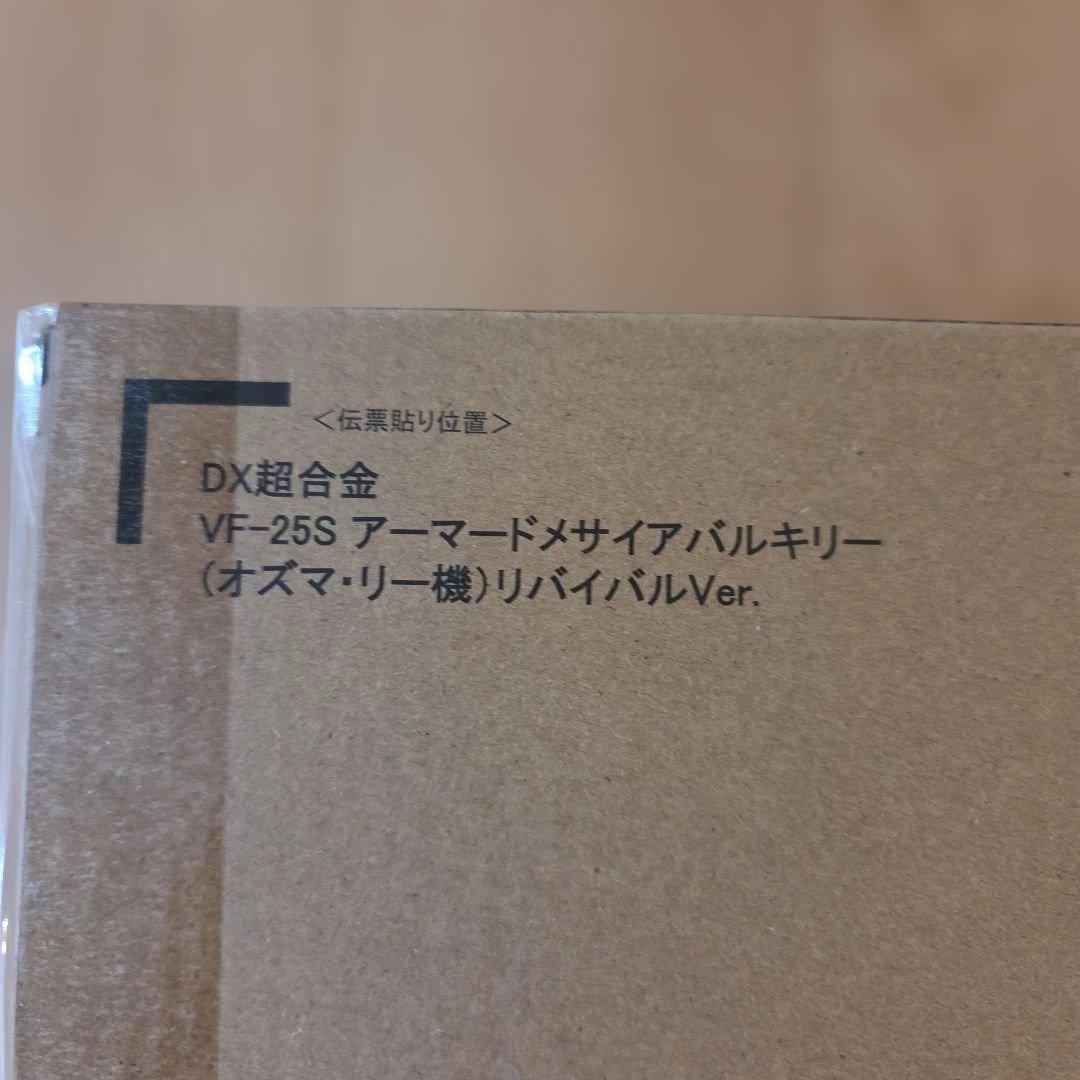 ＜伝票貼り位置＞
DX超合金
VF-25S アーマードメサイアバルキリー
(オズマ・リー機)リバイバルVer.